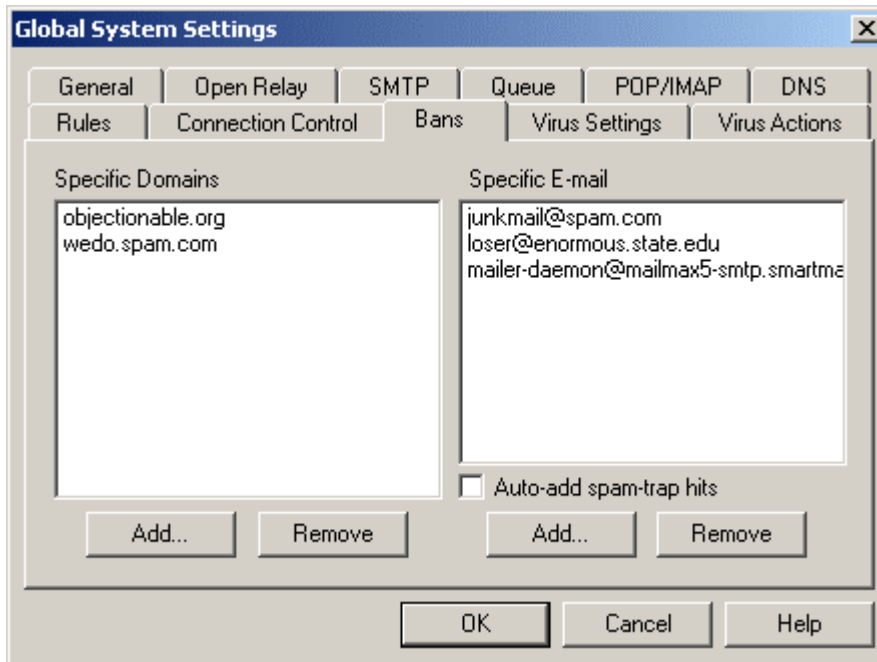 Global System Settings
General Open Relay SMTP Queue POP/IMAP DNS
Rules Connection Control Bans Virus Settings Virus Actions
Specific Domains
objectionable.org
wedo.spam.com
Specific E-mail
junkmail@spam.com
loser@enormous.state.edu
mailer-daemon@mailmax5-smtp.smartma
Auto-add spam-trap hits
Add... Remove Add... Remove
OK Cancel Help